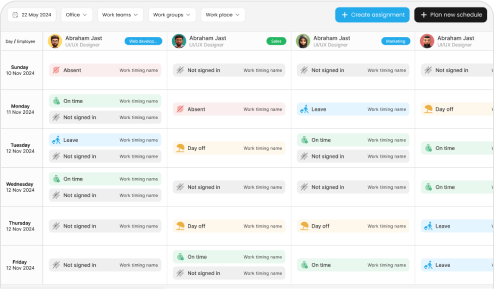 22 May 2024 Office Work teams Work groups Work place + Create assignment + Plan new schedule
Day / Employee Abraham Jast UI/UX Designer Web develop... Abraham Jast UI/UX Designer Sales Abraham Jast UI/UX Designer Marketing Abraham Jast UI/UX Designer
Sunday
10 Nov 2024
Absent Work timing name Not signed in Work timing name Not signed in Work timing name Not signed in W
Monday
11 Nov 2024
On time Work timing name
Not signed in Work timing name
Absent Work timing name Leave Work timing name Day off W
Tuesday
12 Nov 2024
Leave Work timing name
Not signed in Work timing name
Day off Work timing name
On time Work timing name
Not signed in Work timing name
On time W
Wednesday
12 Nov 2024
On time Work timing name
Not signed in Work timing name
Not signed in Work timing name Not signed in Work timing name On time W
Thursday
12 Nov 2024
Not signed in Work timing name Day off Work timing name Day off Work timing name Leave W
Friday
12 Nov 2024
Not signed in Work timing name
On time Work timing name
Not signed in Work timing name
On time Work timing name Leave W